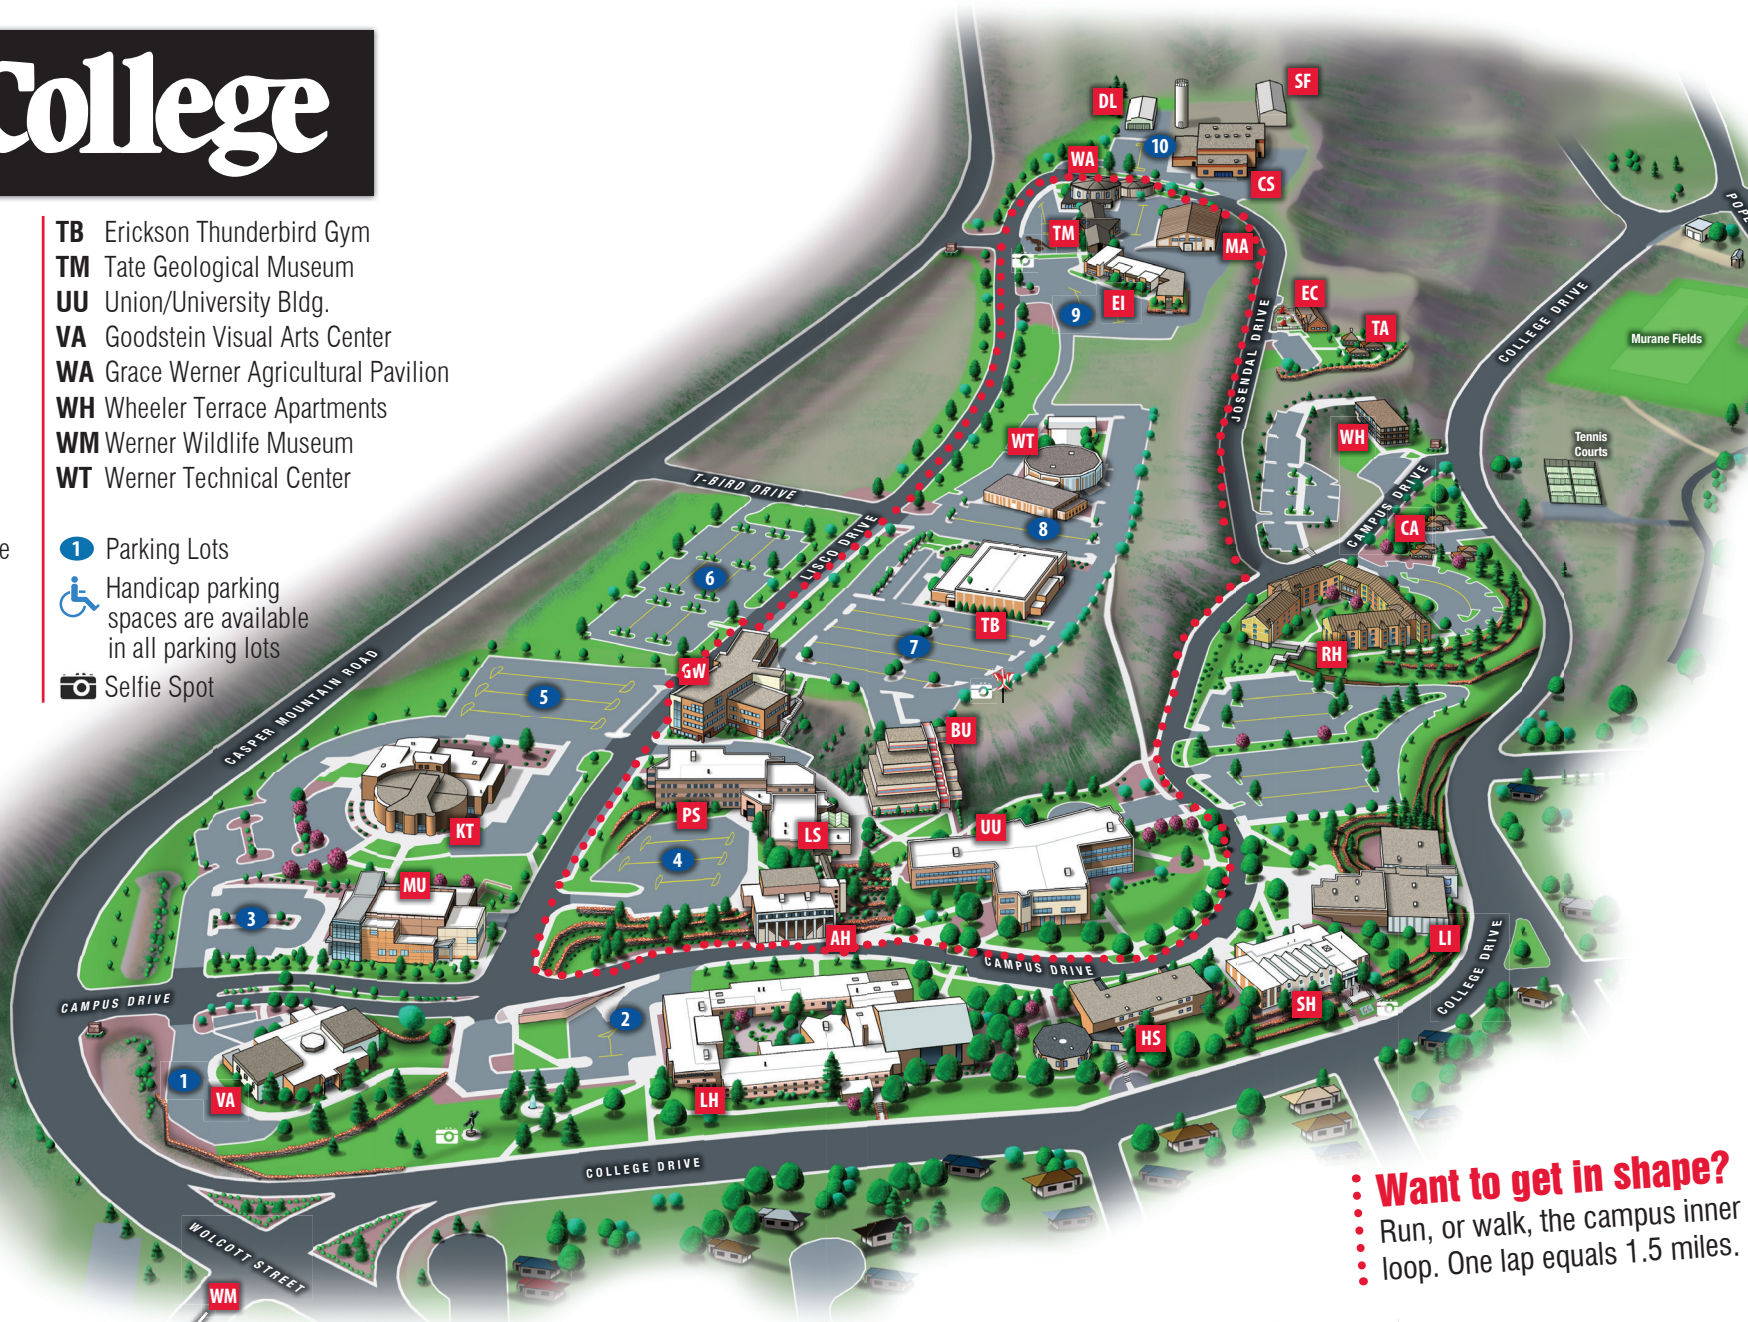 College
TB Erickson Thunderbird Gym
TM Tate Geological Museum
UU Union/University Bldg.
VA Goodstein Visual Arts Center
WA Grace Werner Agricultural Pavilion
WH Wheeler Terrace Apartments
WM Werner Wildlife Museum
WT Werner Technical Center
e
1 Parking Lots
Handicap parking
spaces are available
in all parking lots
Selfie Spot
SF
DL
10
WA
CS
TM
MA
EI
9
EC
TA
JOSENDAL DRIVE
COLLEGE DRIVE
POPL
Murane Fields
Tennis
Courts
WH
WT
8
CAMPUS DRIVE
CA
T-BIRD DRIVE
LISCO DRIVE
6
TB
7
RH
GW
5
CASPER MOUNTAIN ROAD
BU
PS
LS
UU
KT
4
MU
3
AH
LI
CAMPUS DRIVE
CAMPUS DRIVE
COLLEGE DRIVE
SH
2
HS
1
VA
LH
COLLEGE DRIVE
WOLCOTT STREET
WM
Want to get in shape?
Run, or walk, the campus inner
loop. One lap equals 1.5 miles.